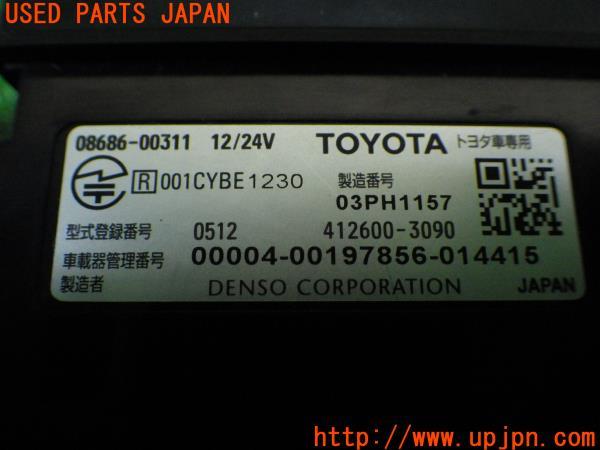 USED PARTS JAPAN
08686-00311 12/24V TOYOTA トヨタ車専用
R 001CYBE1230 製造番号
03PH1157
型式登録番号 0512 412600-3090
車載器管理番号 00004-00197856-014415
製造者 DENSO CORPORATION JAPAN
http://www.upjpn.com